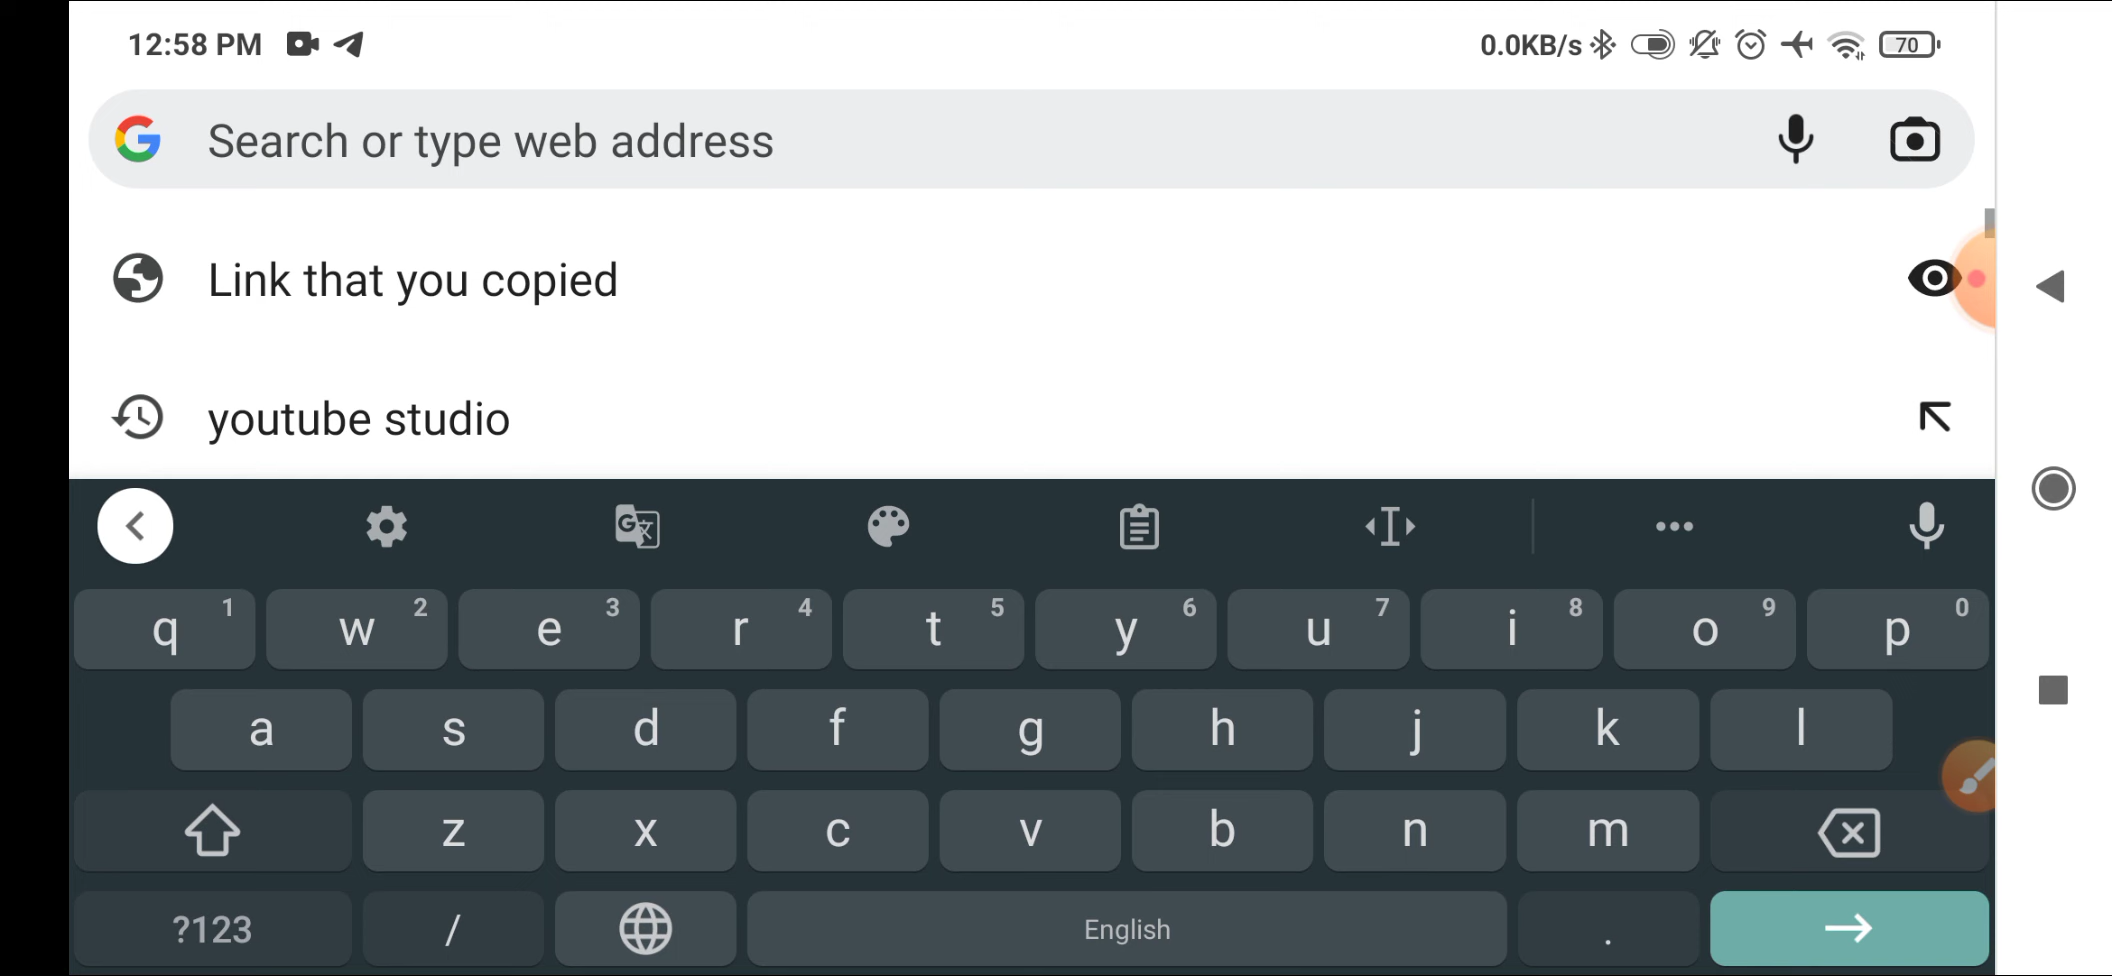 12:58 PM 0.0KB/s 70
Search or type web address
Link that you copied
youtube studio
q 1 w 2 e 3 r 4 t 5 y 6 u 7 i 8 o 9 p 0
a s d f g h j k l
z x c v b n m
?123 / English .